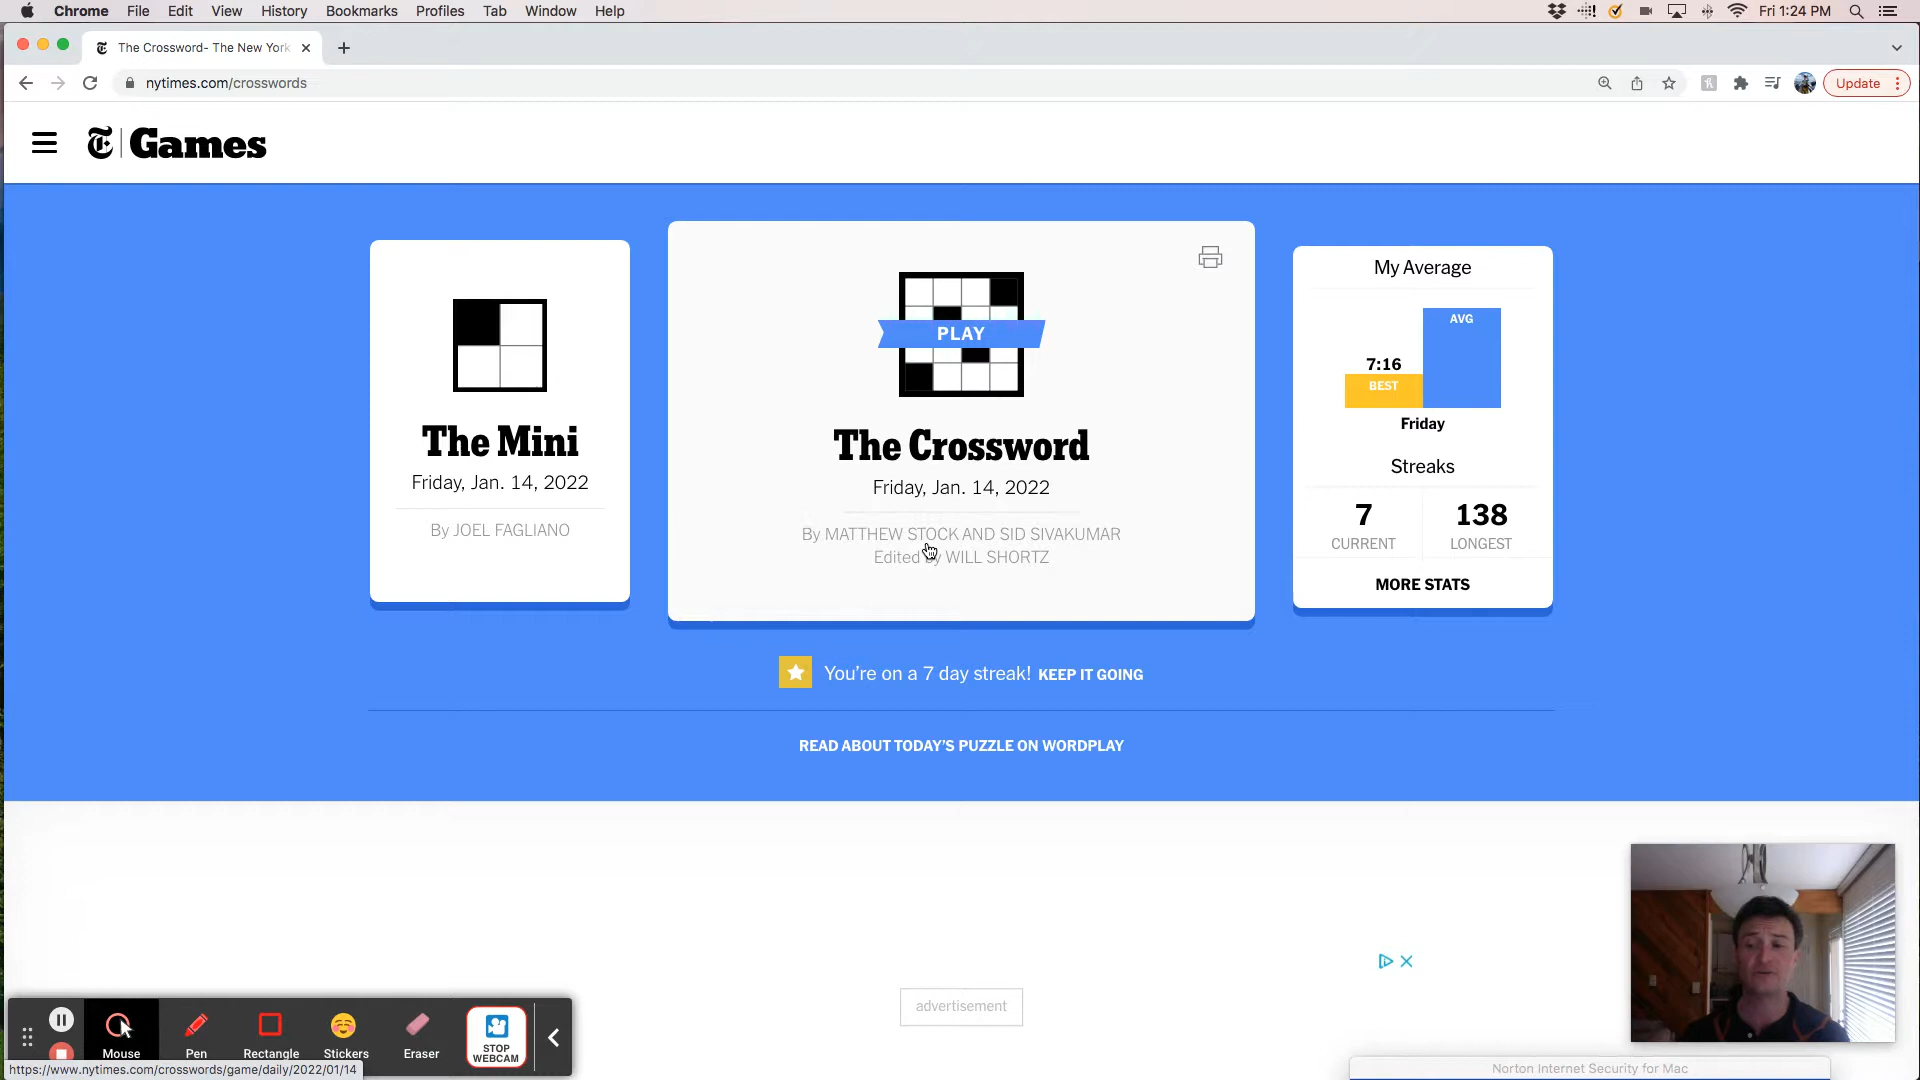 Chrome File Edit View History Bookmarks Profiles Tab Window Help Fri 1:24 PM
The Crossword- The New York
nytimes.com/crosswords Update
T Games
My Average
PLAY
AVG
7:16
BEST
Friday
The Mini
Friday, Jan. 14, 2022
By JOEL FAGLIANO
The Crossword
Friday, Jan. 14, 2022
By MATTHEW STOCK AND SID SIVAKUMAR
Edited by WILL SHORTZ
Streaks
7 138
CURRENT LONGEST
MORE STATS
You're on a 7 day streak! KEEP IT GOING
READ ABOUT TODAY'S PUZZLE ON WORDPLAY
advertisement
Mouse Pen Rectangle Stickers Eraser STOP WEBCAM
https://www.nytimes.com/crosswords/game/daily/2022/01/14
Norton Internet Security for Mac